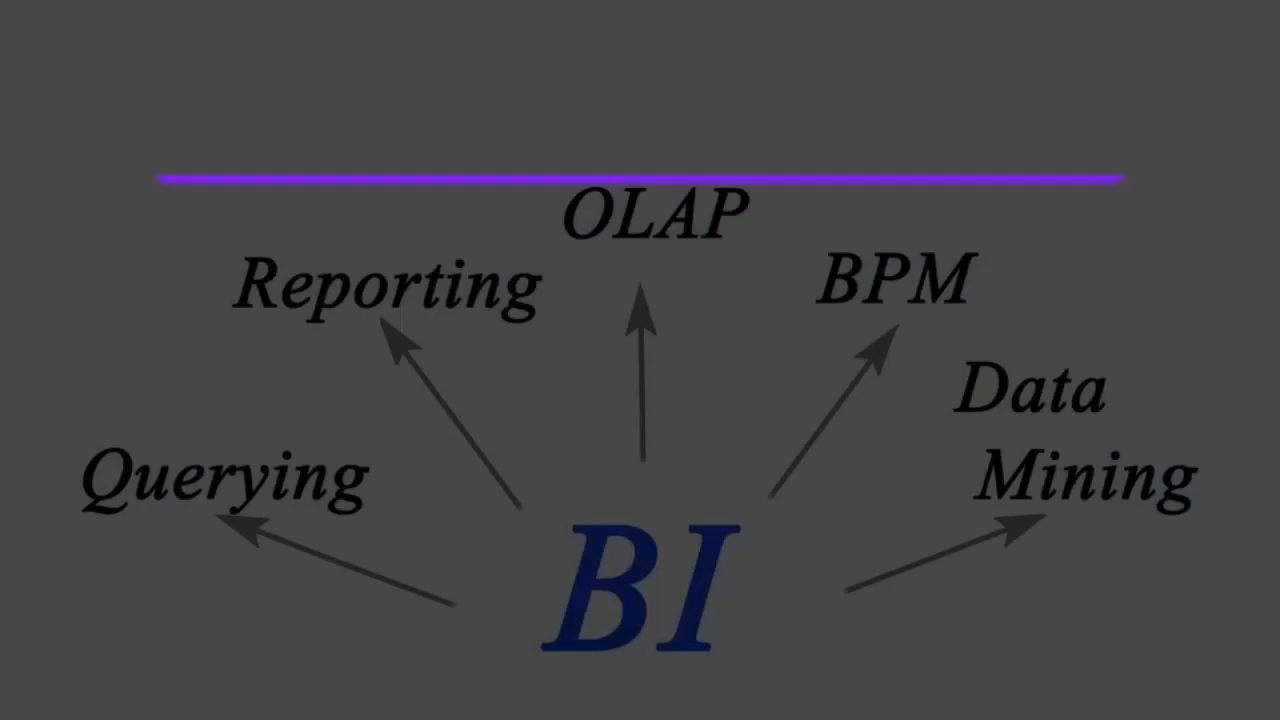 OLAP
Reporting
BPM
Data
Mining
Querying
BI